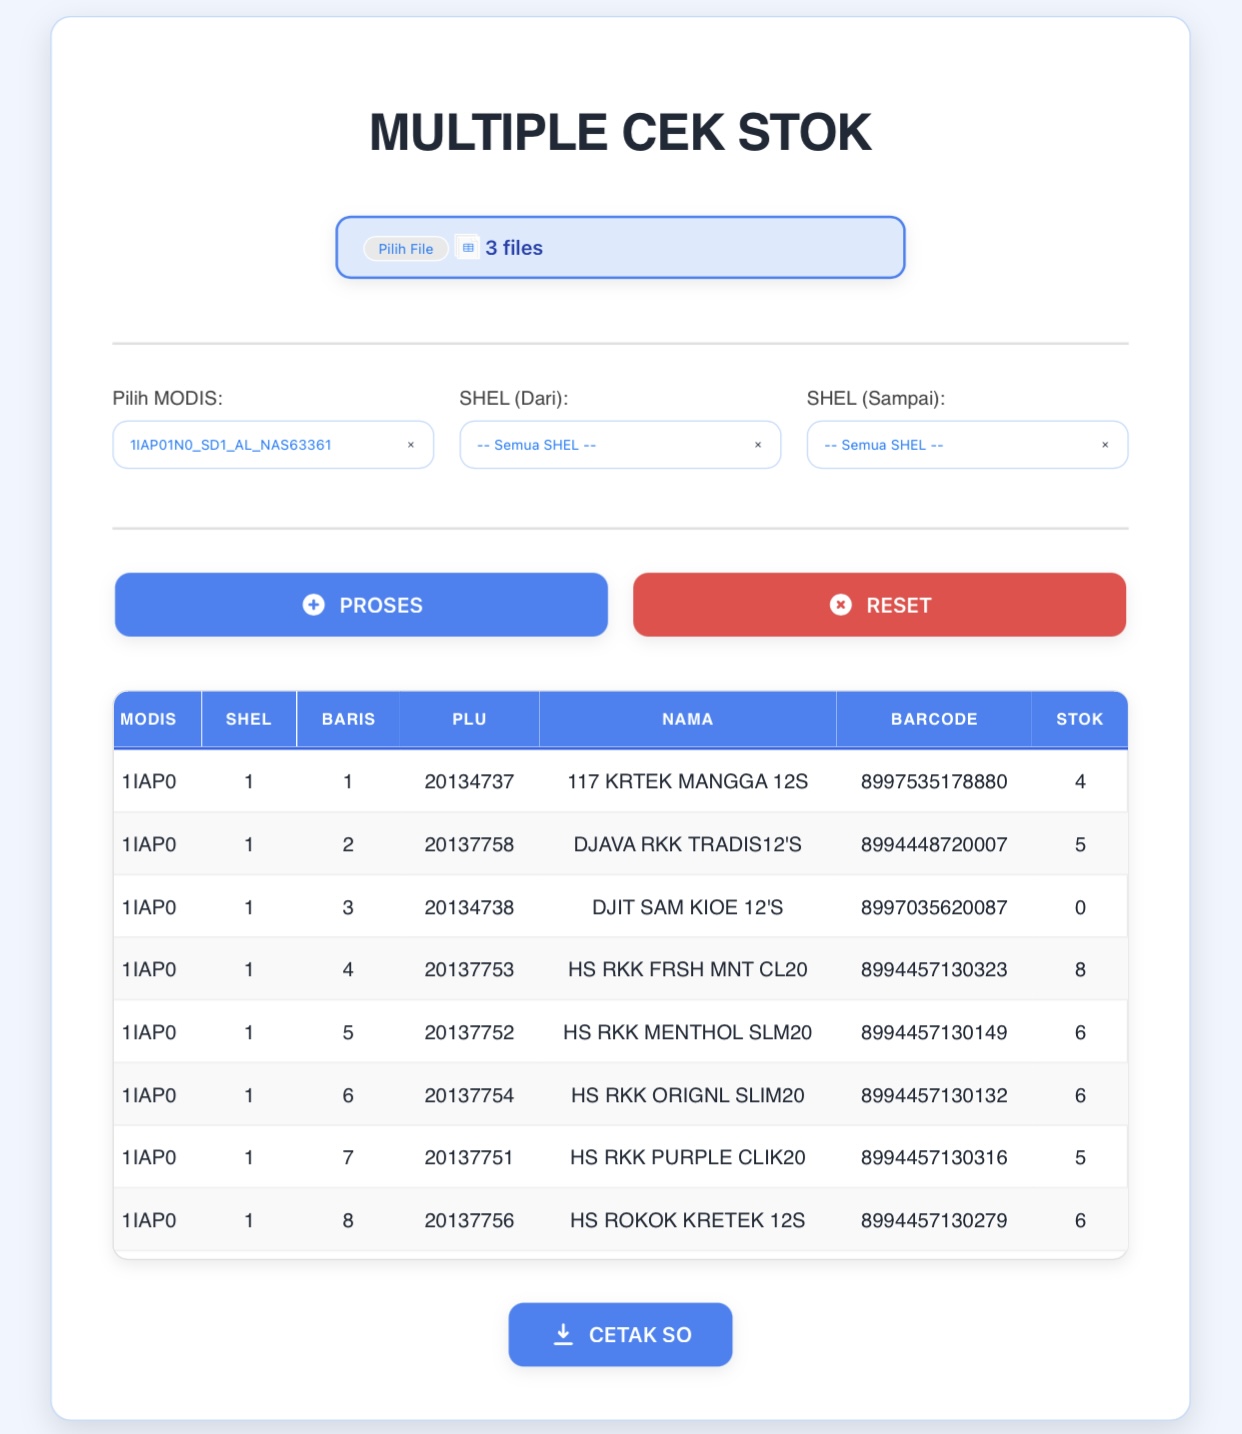 MULTIPLE CEK STOK
Pilih File 3 files
Pilih MODIS: SHEL (Dari): SHEL (Sampai):
1IAP01N0_SD1_AL_NAS63361 × -- Semua SHEL -- × -- Semua SHEL -- ×
PROSES RESET
MODIS SHEL BARIS PLU NAMA BARCODE STOK
1IAP0 1 1 20134737 117 KRTEK MANGGA 12S 8997535178880 4
1IAP0 1 2 20137758 DJAVA RKK TRADIS12'S 8994448720007 5
1IAP0 1 3 20134738 DJIT SAM KIOE 12'S 8997035620087 0
1IAP0 1 4 20137753 HS RKK FRSH MNT CL20 8994457130323 8
1IAP0 1 5 20137752 HS RKK MENTHOL SLM20 8994457130149 6
1IAP0 1 6 20137754 HS RKK ORIGNL SLIM20 8994457130132 6
1IAP0 1 7 20137751 HS RKK PURPLE CLIK20 8994457130316 5
1IAP0 1 8 20137756 HS ROKOK KRETEK 12S 8994457130279 6
CETAK SO